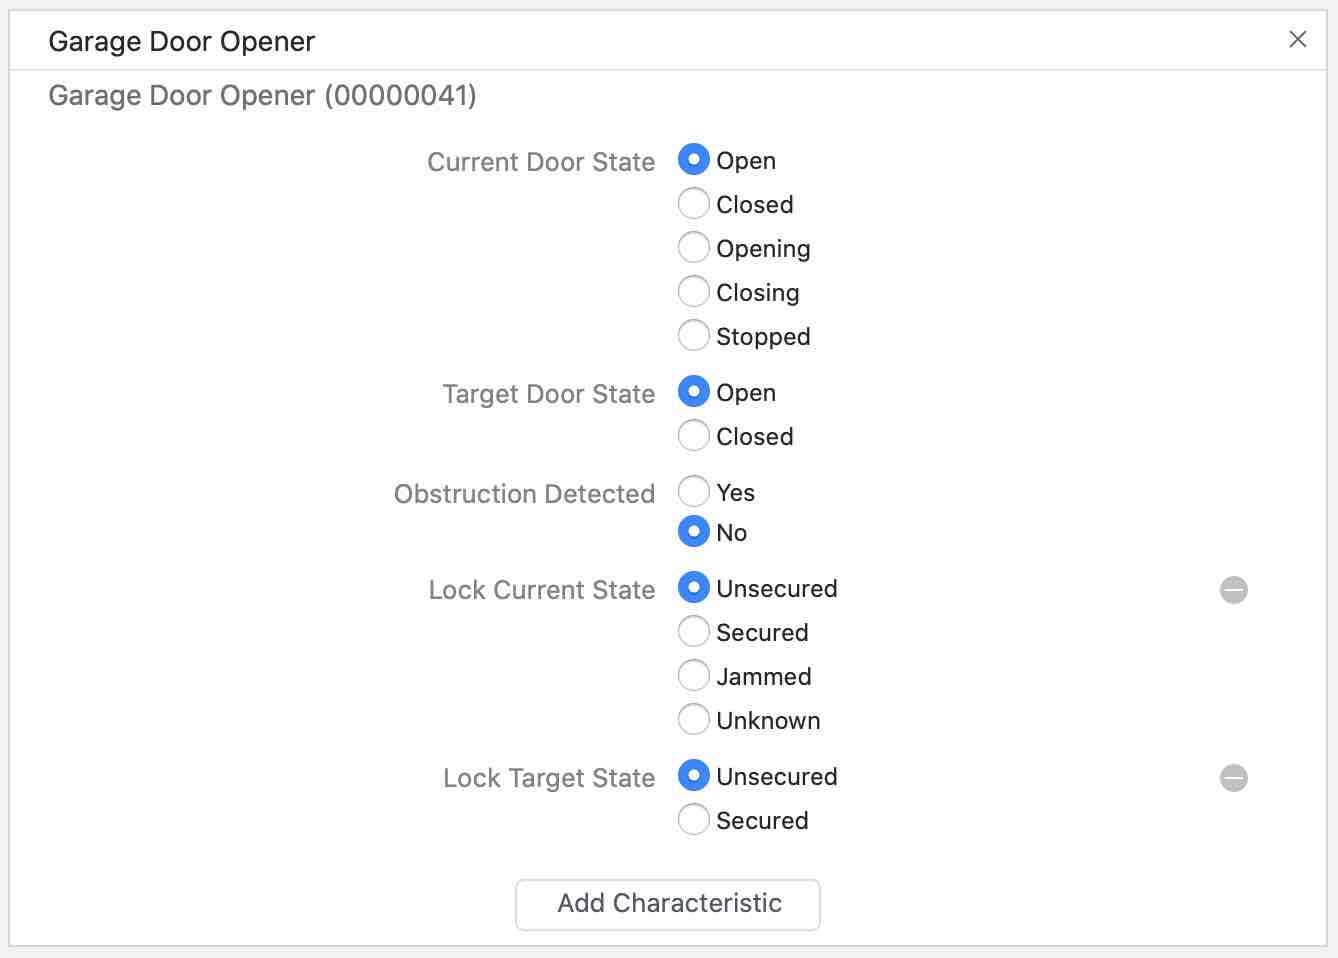 Garage Door Opener
Garage Door Opener (00000041)
Current Door State Open
Closed
Opening
Closing
Stopped
Target Door State Open
Closed
Obstruction Detected Yes
No
Lock Current State Unsecured
Secured
Jammed
Unknown
Lock Target State Unsecured
Secured
Add Characteristic